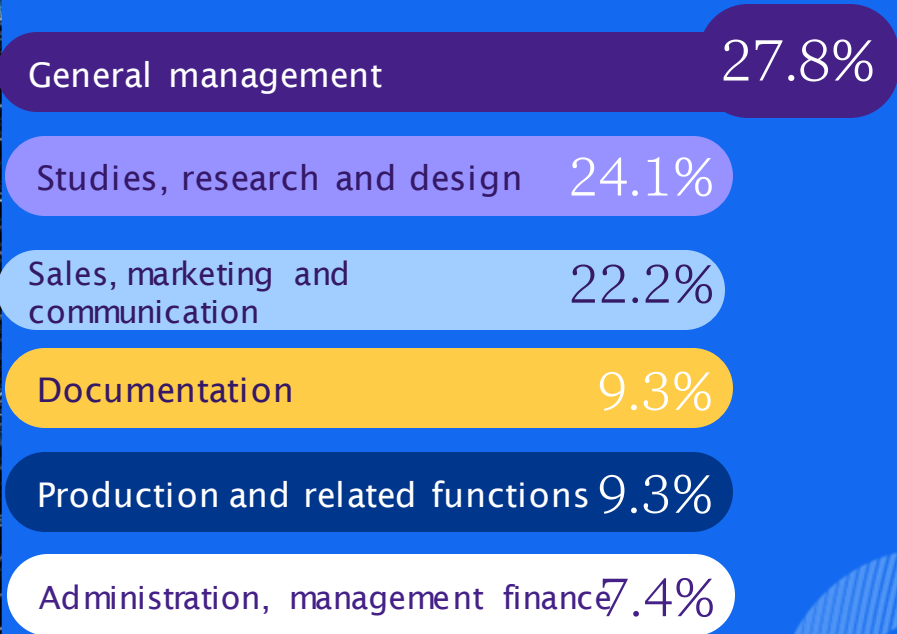 General management 27.8%
Studies, research and design 24.1%
Sales, marketing and
communication 22.2%
Documentation 9.3%
Production and related functions 9.3%
Administration, management finance 7.4%